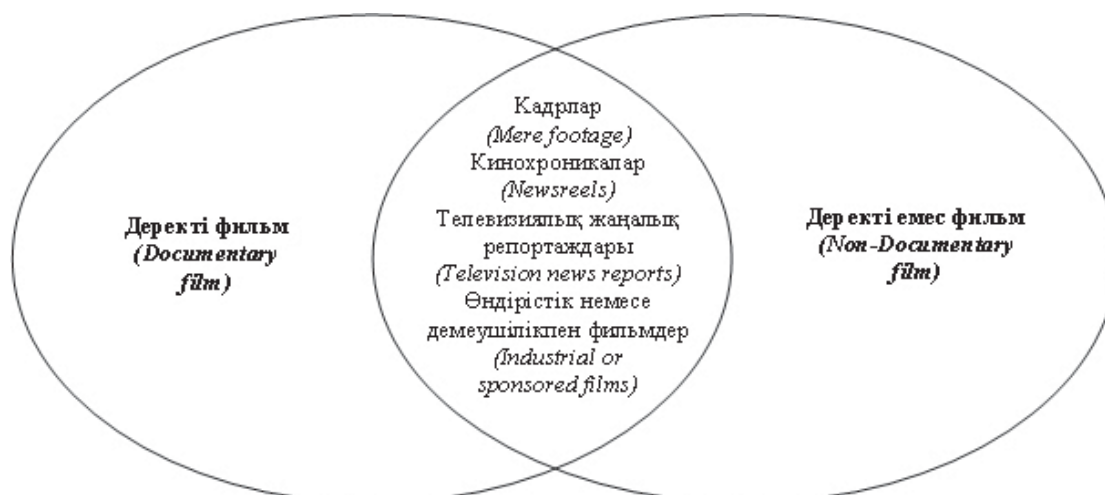 Деректі фильм
(Documentary
film)
Кадрлар
(Mere footage)
Кинохроникалар
(Newsreels)
Телевизиялық жаңалық
репортаждары
(Television news reports)
Өндірістік немесе
демеушілікпен фильмдер
(Industrial or
sponsored films)
Деректі емес фильм
(Non-Documentary
film)